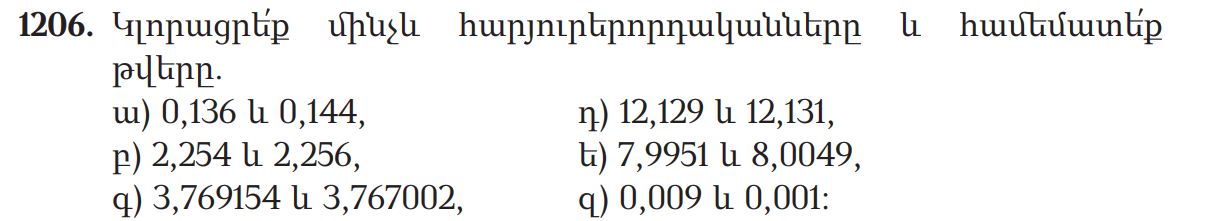 1206. Կլորացրե՛ք մինչև հարյուրերորդականները և համեմատե՛ք
թվերը.
ա) 0,136 և 0,144, դ) 12,129 և 12,131,
բ) 2,254 և 2,256, ե) 7,9951 և 8,0049,
գ) 3,769154 և 3,767002, զ) 0,009 և 0,001: